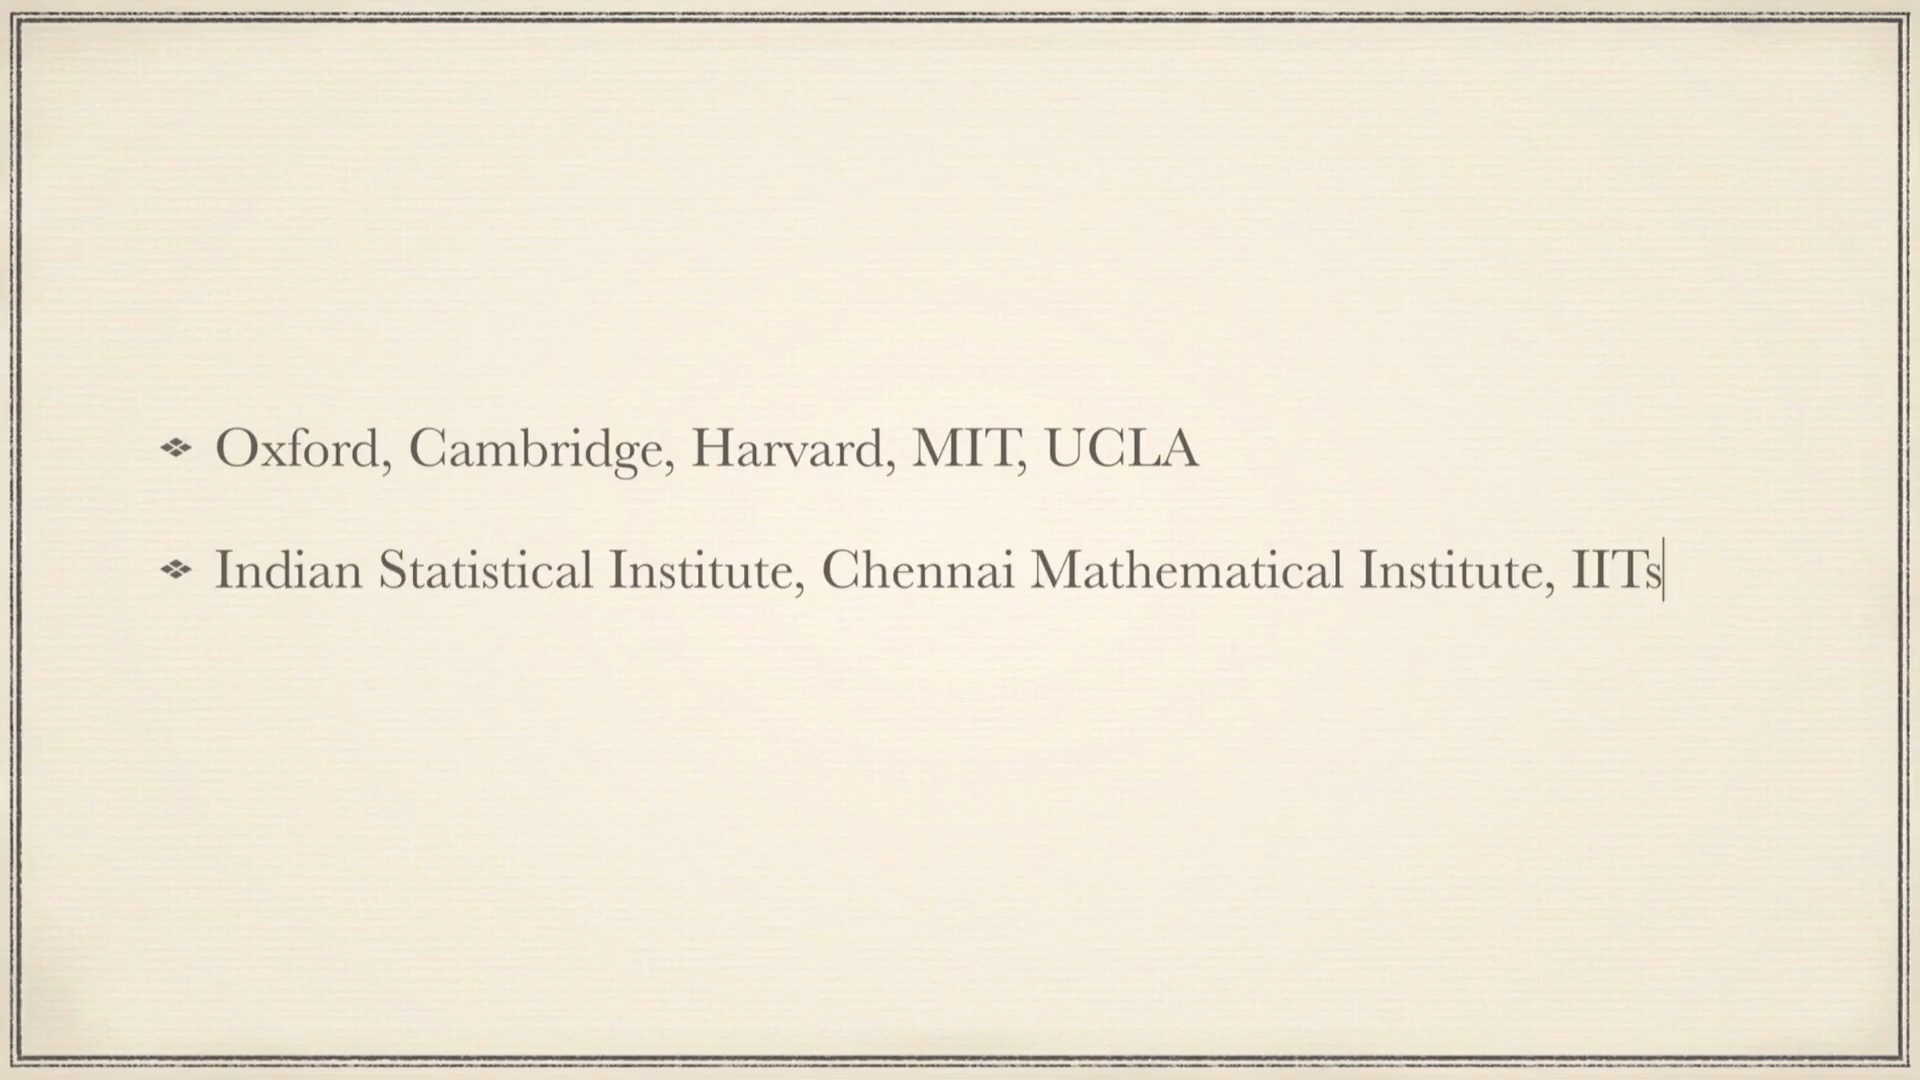 Oxford, Cambridge, Harvard, MIT, UCLA
Indian Statistical Institute, Chennai Mathematical Institute, IITs